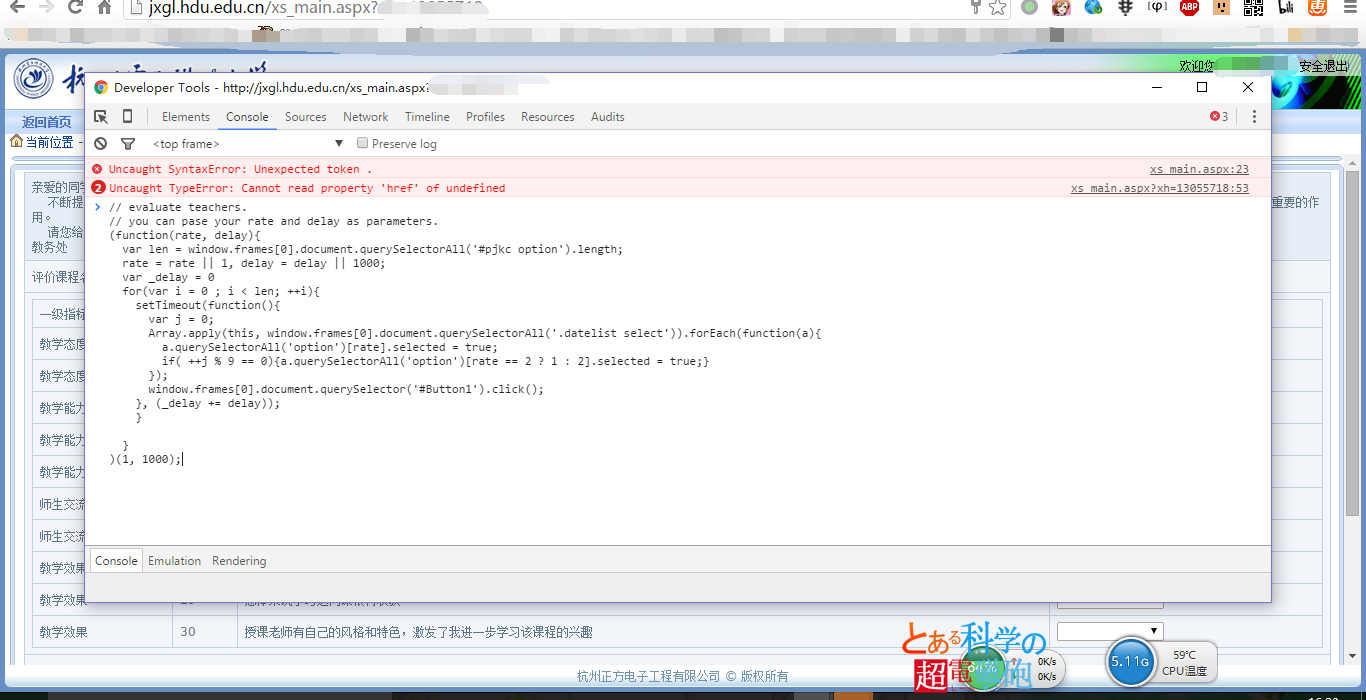 jxgl.hdu.edu.cn/xs_main.aspx?
ABP
欢迎您
安全退出
Developer Tools - http://jxgl.hdu.edu.cn/xs_main.aspx?
返回首页
Elements Console Sources Network Timeline Profiles Resources Audits 3
当前位置 -
<top frame> Preserve log
Uncaught SyntaxError: Unexpected token . xs_main.aspx:23
2 Uncaught TypeError: Cannot read property 'href' of undefined xs_main.aspx?xh=13055718:53
亲爱的同学
不断提
重要的作
用。
请您给
教务处
// evaluate teachers.
// you can pase your rate and delay as parameters.
(function(rate, delay){
var len = window.frames[0].document.querySelectorAll('#pjkc option').length;
rate = rate || 1, delay = delay || 1000;
var _delay = 0
for(var i = 0 ; i < len; ++i){
setTimeout(function(){
var j = 0;
Array.apply(this, window.frames[0].document.querySelectorAll('.datelist select')).forEach(function(a){
a.querySelectorAll('option')[rate].selected = true;
if( ++j % 9 == 0){a.querySelectorAll('option')[rate == 2 ? 1 : 2].selected = true;}
});
window.frames[0].document.querySelector('#Button1').click();
}, (_delay += delay));
}
}
)(1, 1000);
评价课程名
一级指标
教学态度
教学态度
教学能力
教学能力
教学能力
师生交流
师生交流
教学效果
Console Emulation Rendering
教学效果
教学效果 30 授课老师有自己的风格和特色，激发了我进一步学习该课程的兴趣
杭州正方电子工程有限公司 © 版权所有
とある科学の
超電磁砲
0K/s
0K/s
5.11G
59℃
CPU温度